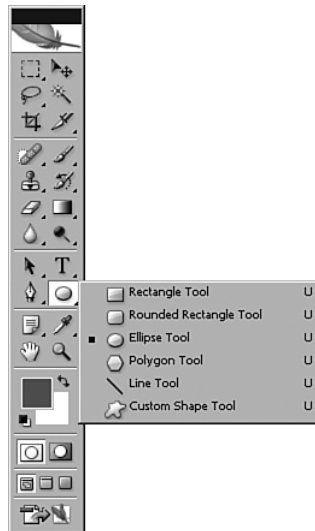 T
Rectangle Tool U
Rounded Rectangle Tool U
Ellipse Tool U
Polygon Tool U
Line Tool U
Custom Shape Tool U